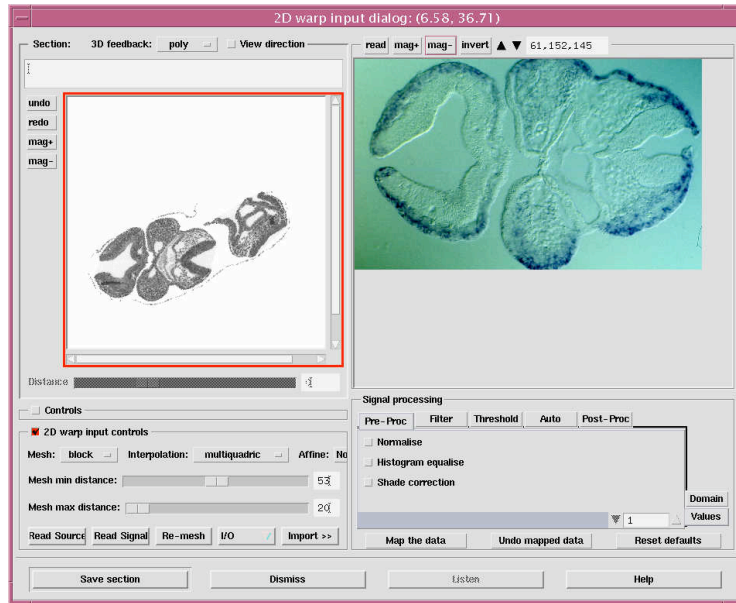 2D warp input dialog: (6.58, 36.71)
Section: 3D feedback: poly View direction
read mag+ mag- invert 61,152,145
undo
redo
mag+
mag-
Distance
Controls
2D warp input controls
Mesh: block Interpolation: multiquadric Affine: No
Mesh min distance: 53
Mesh max distance: 20
Read Source Read Signal Re-mesh I/O Import >>
Signal processing
Pre-Proc Filter Threshold Auto Post-Proc
Normalise
Histogram equalise
Shade correction
1
Domain
Values
Map the data Undo mapped data Reset defaults
Save section Dismiss Listen Help